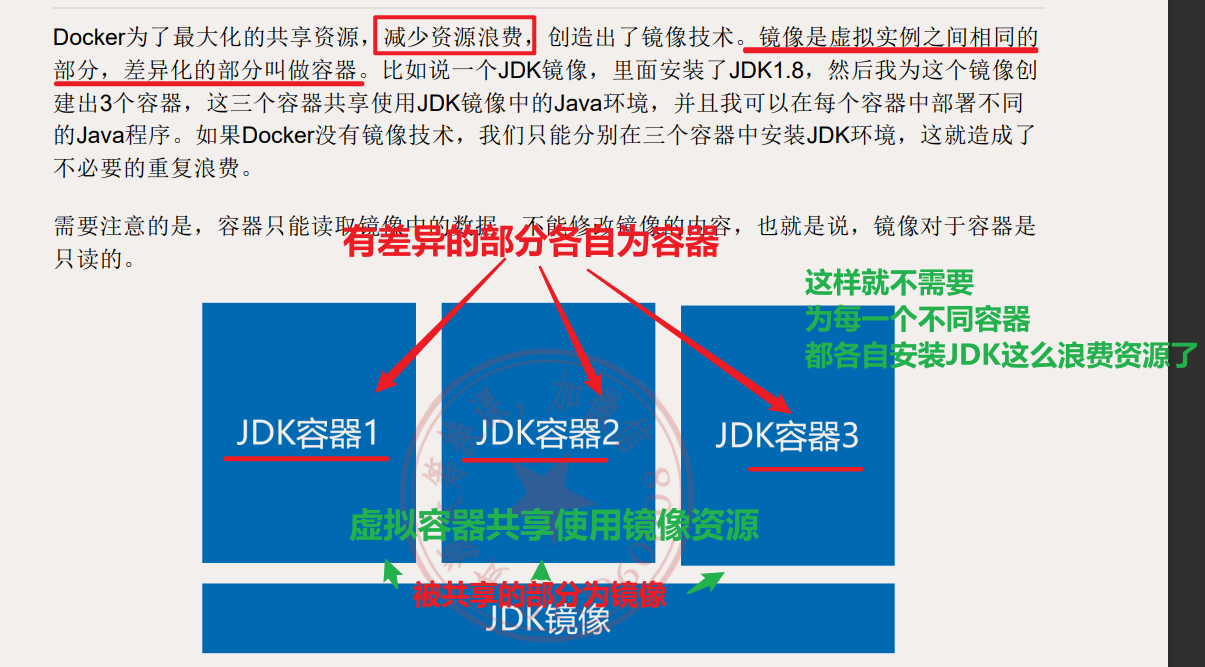 Docker为了最大化的共享资源，减少资源浪费，创造出了镜像技术。镜像是虚拟实例之间相同的
部分，差异化的部分叫做容器。比如说一个JDK镜像，里面安装了JDK1.8，然后我为这个镜像创
建出3个容器，这三个容器共享使用JDK镜像中的Java环境，并且我可以在每个容器中部署不同
的Java程序。如果Docker没有镜像技术，我们只能分别在三个容器中安装JDK环境，这就造成了
不必要的重复浪费。
需要注意的是，容器只能读取镜像中的数据，不能修改镜像的内容，也就是说，镜像对于容器是
只读的。
有差异的部分各自为容器
这样就不需要
为每一个不同容器
都各自安装JDK这么浪费资源了
JDK容器1
JDK容器2
JDK容器3
虚拟容器共享使用镜像资源
被共享的部分为镜像
JDK镜像